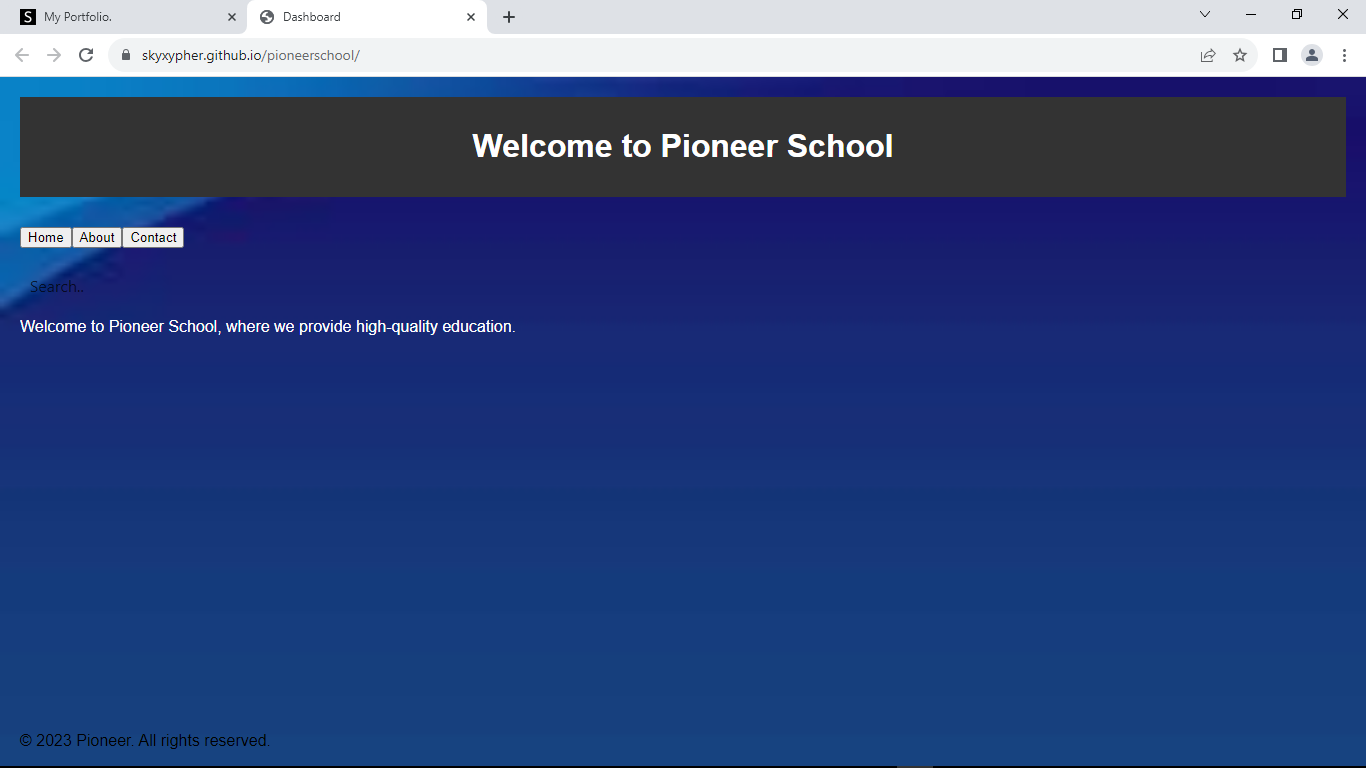 S My Portfolio.
Dashboard
skyxypher.github.io/pioneerschool/
Welcome to Pioneer School
Home About Contact
Search..
Welcome to Pioneer School, where we provide high-quality education.
© 2023 Pioneer. All rights reserved.